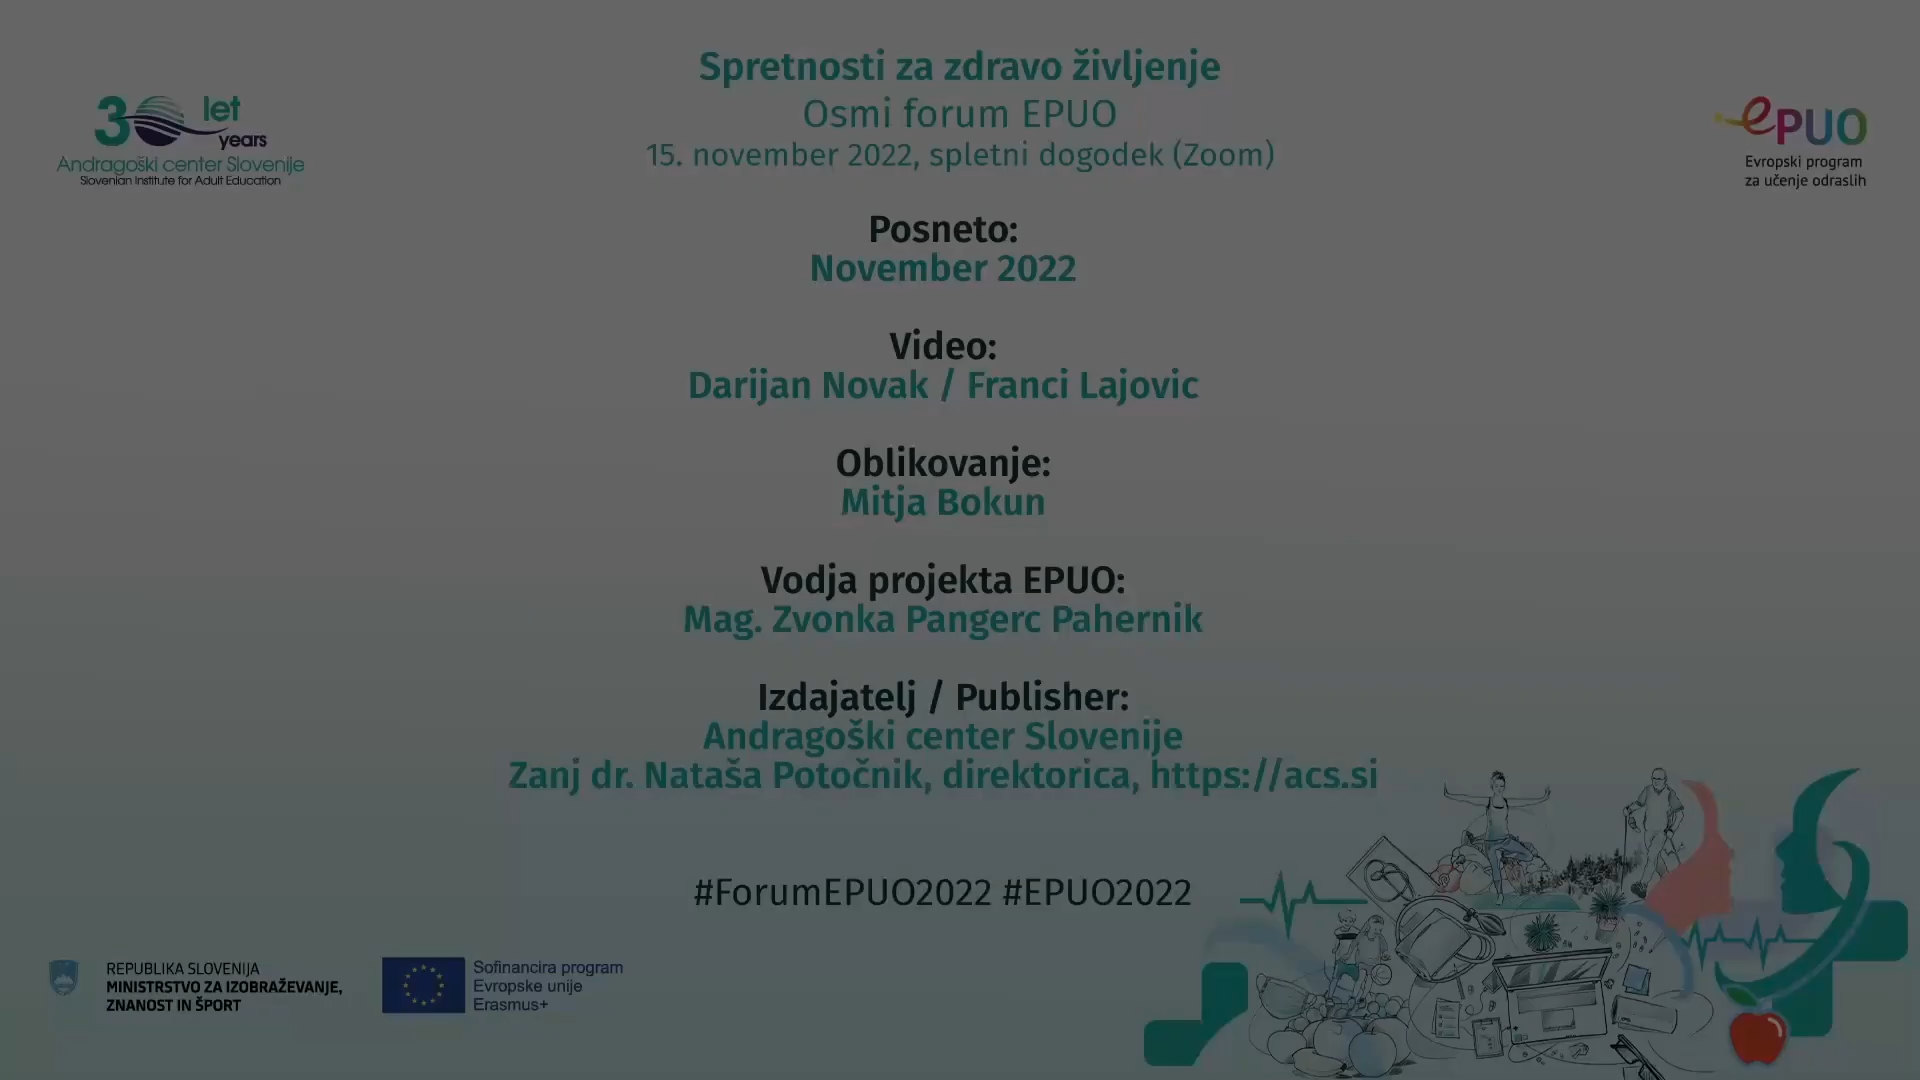 Spretnosti za zdravo življenje
Osmi forum EPUO
15. november 2022, spletni dogodek (Zoom)
30 let
years
Andragoški center Slovenije
Slovenian Institute for Adult Education
ePUO
Evropski program
za učenje odraslih
Posneto:
November 2022
Video:
Darijan Novak / Franci Lajovic
Oblikovanje:
Mitja Bokun
Vodja projekta EPUO:
Mag. Zvonka Pangerc Pahernik
Izdajatelj / Publisher:
Andragoški center Slovenije
Zanj dr. Nataša Potočnik, direktorica, https://acs.si
#ForumEPUO2022 #EPUO2022
REPUBLIKA SLOVENIJA
MINISTRSTVO ZA IZOBRAŽEVANJE,
ZNANOST IN ŠPORT
Sofinancira program
Evropske unije
Erasmus+